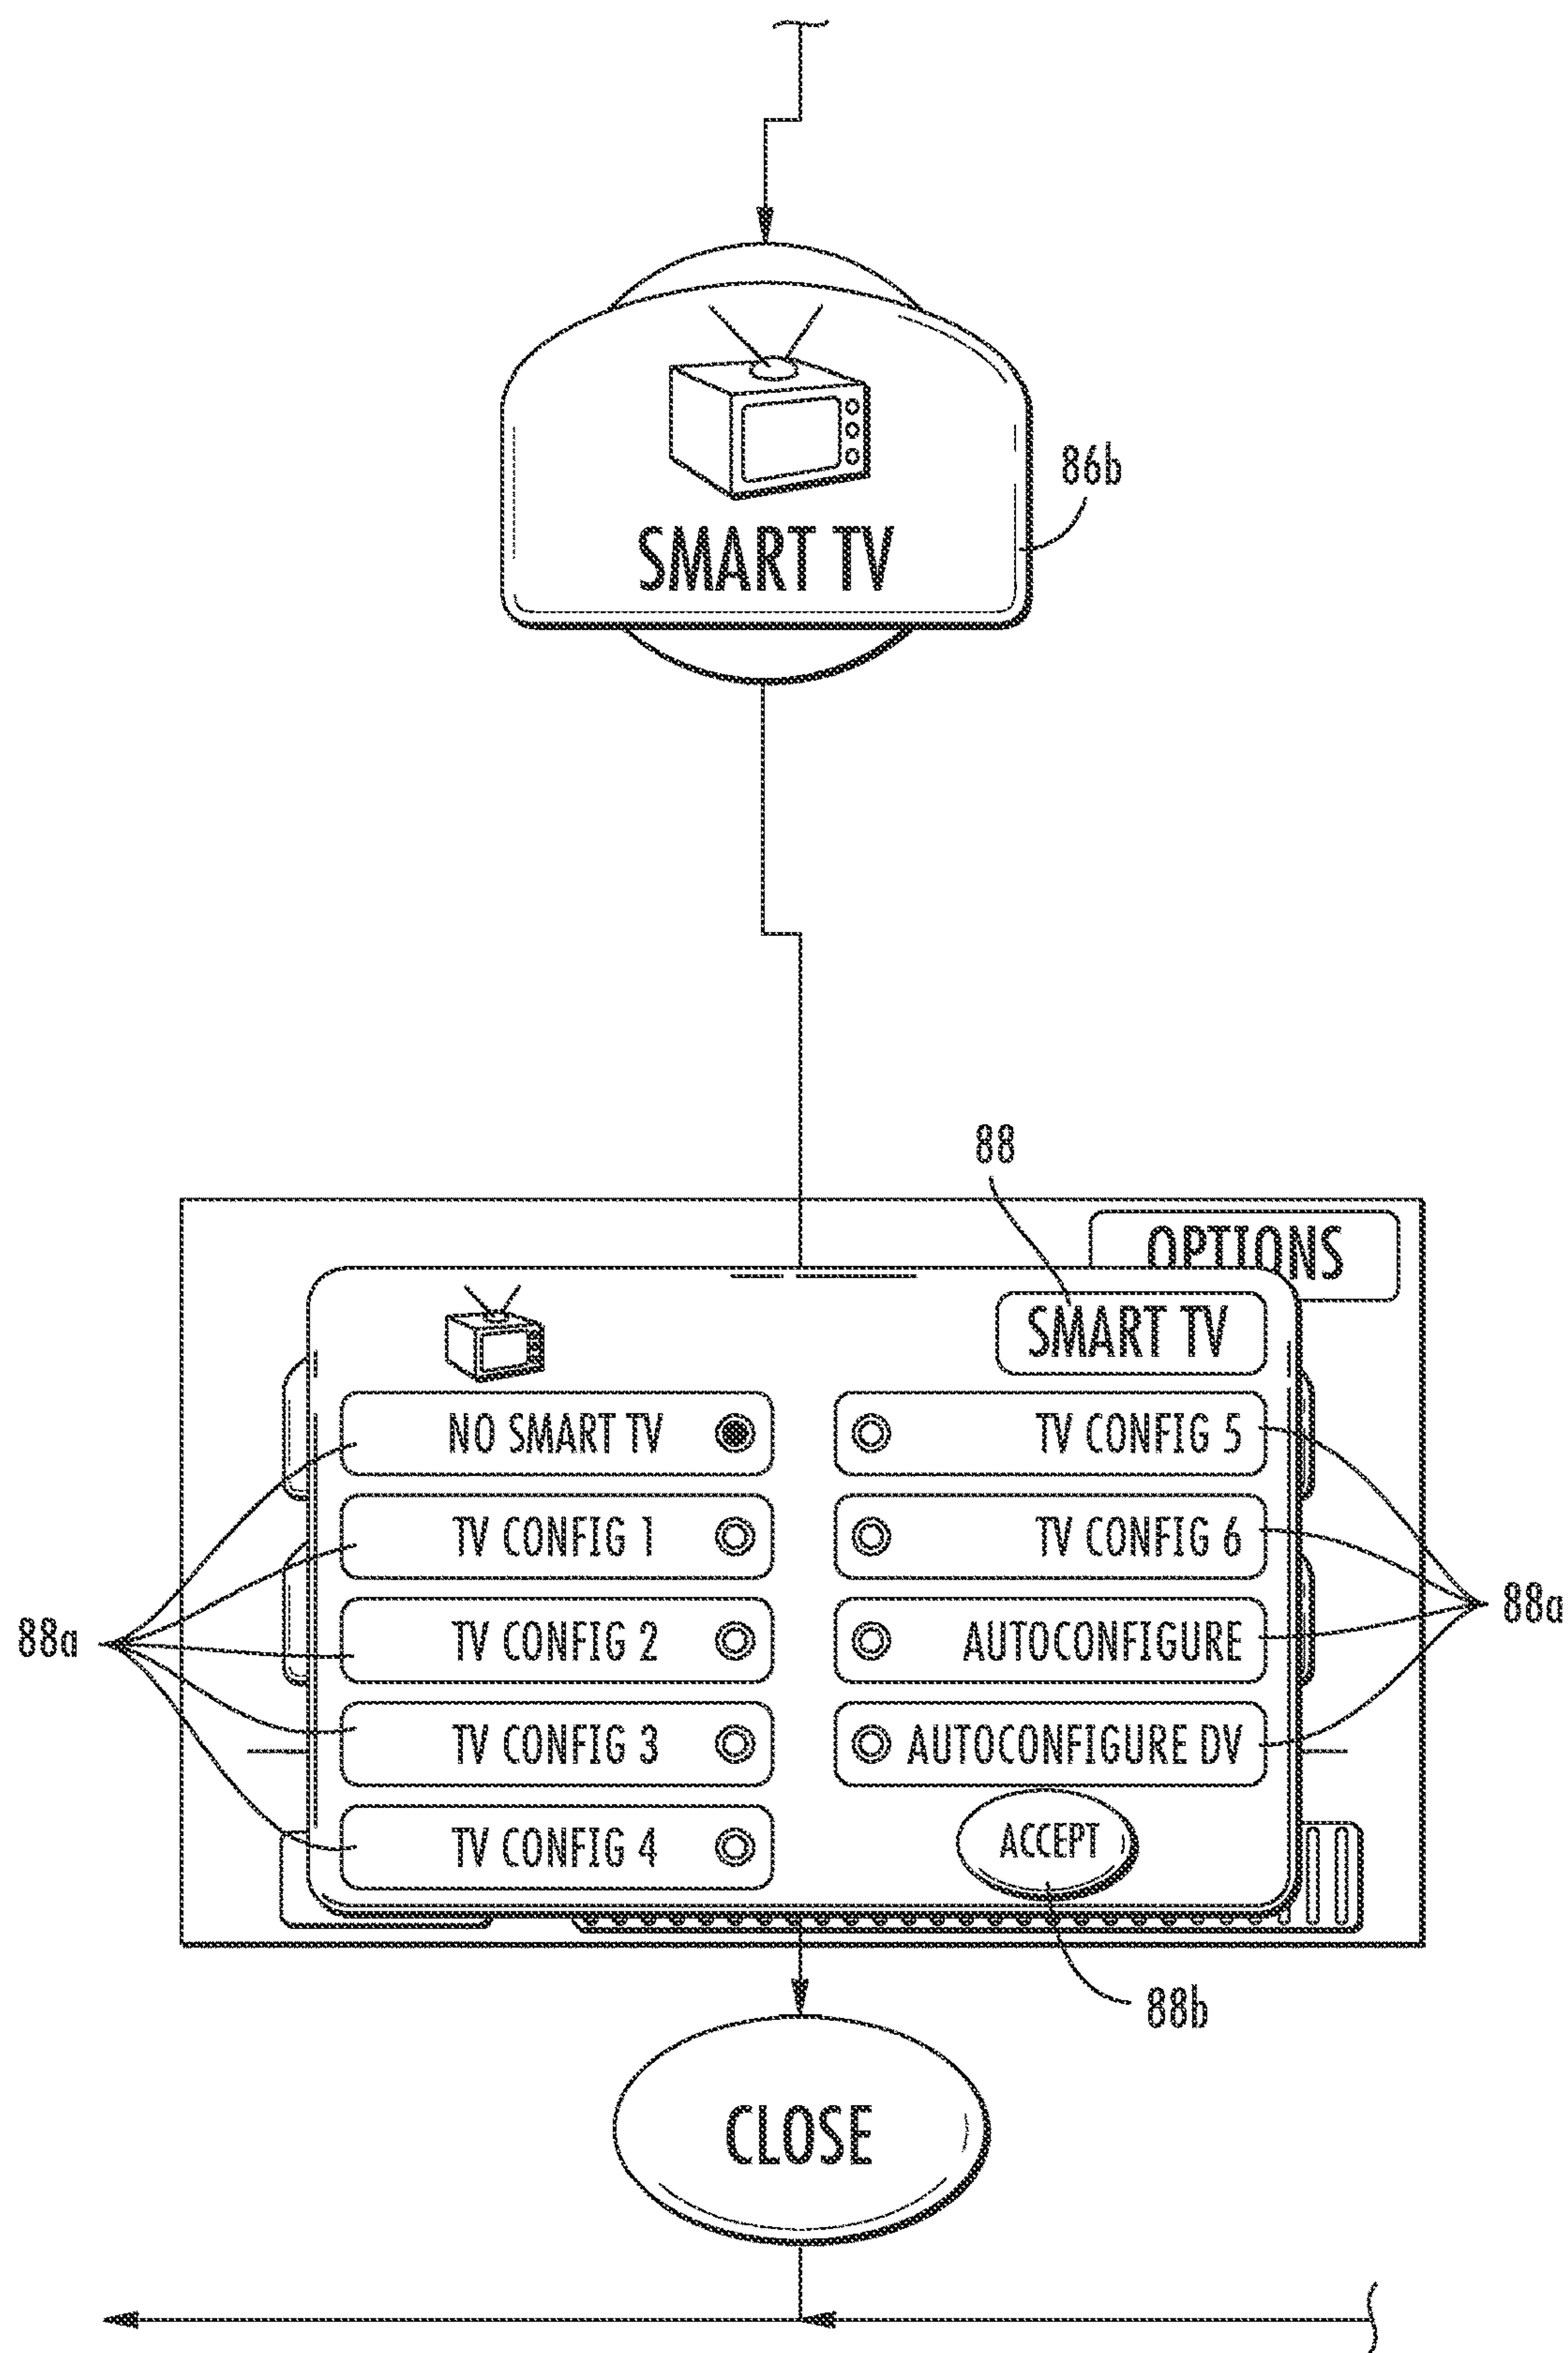 86b
SMART TV
88
OPTIONS
SMART TV
NO SMART TV
TV CONFIG 1
TV CONFIG 2
TV CONFIG 3
TV CONFIG 4
TV CONFIG 5
TV CONFIG 6
AUTOCONFIGURE
AUTOCONFIGURE DV
ACCEPT
88a
88a
88b
CLOSE